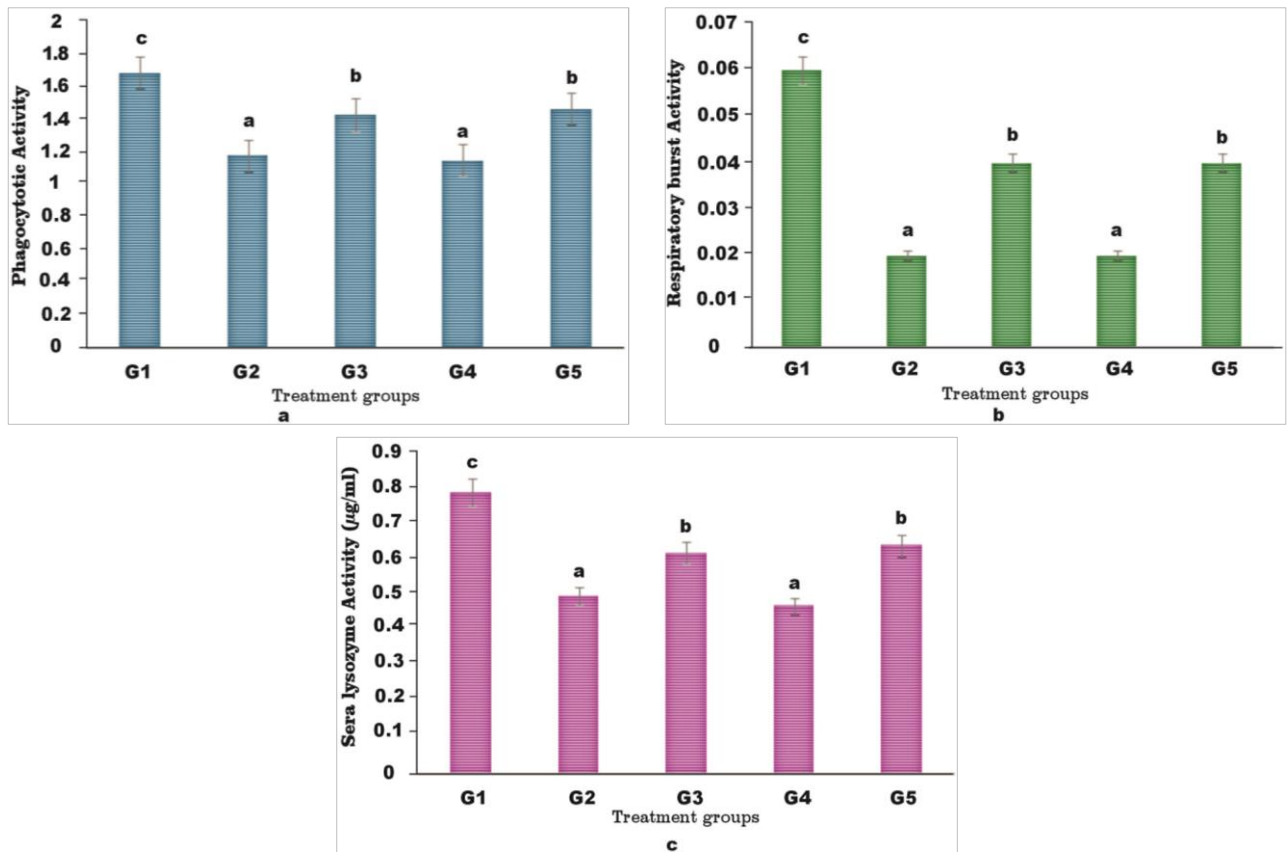 Phagocytotic Activity
2
1.8
1.6
1.4
1.2
1
0.8
0.6
0.4
0.2
0
c
a
b
a
b
G1 G2 G3 G4 G5
Treatment groups
a
Respiratory burst Activity
0.07
0.06
0.05
0.04
0.03
0.02
0.01
0
c
a
b
a
b
G1 G2 G3 G4 G5
Treatment groups
b
Sera lysozyme Activity (µg/ml)
0.9
0.8
0.7
0.6
0.5
0.4
0.3
0.2
0.1
0
c
a
b
a
b
G1 G2 G3 G4 G5
Treatment groups
c